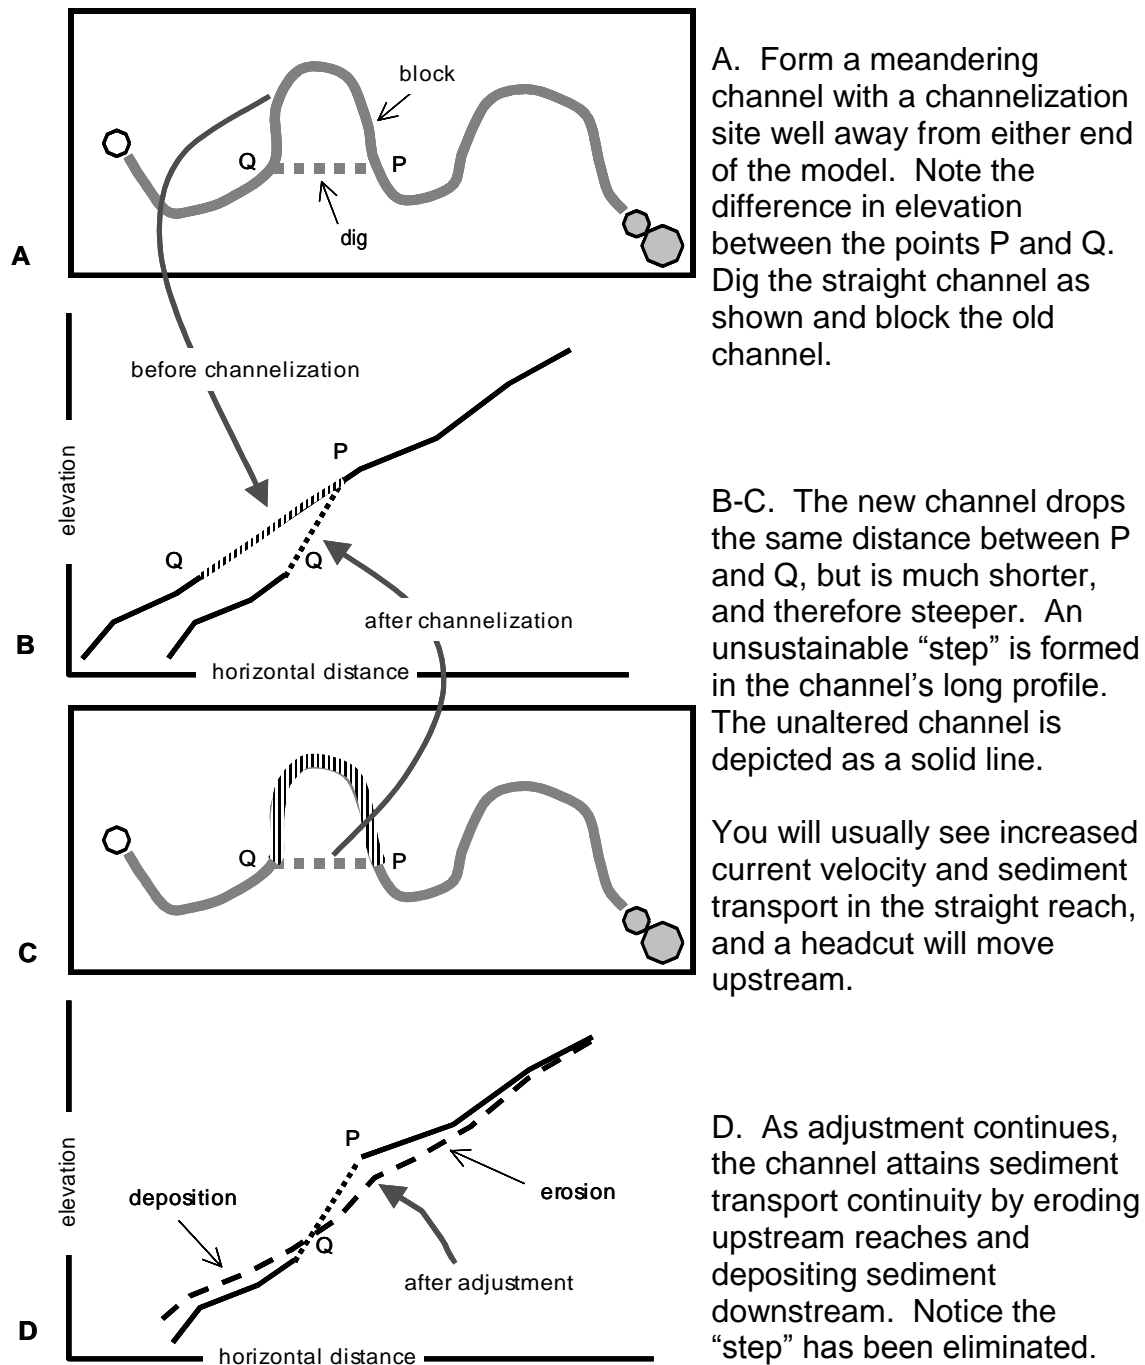 block
Q
P
dig
A
A. Form a meandering
channel with a channelization
site well away from either end
of the model. Note the
difference in elevation
between the points P and Q.
Dig the straight channel as
shown and block the old
channel.
before channelization
P
elevation
Q
Q
after channelization
B
horizontal distance
B-C. The new channel drops
the same distance between P
and Q, but is much shorter,
and therefore steeper. An
unsustainable “step” is formed
in the channel’s long profile.
The unaltered channel is
depicted as a solid line.
You will usually see increased
current velocity and sediment
transport in the straight reach,
and a headcut will move
upstream.
Q
P
C
P
elevation
deposition
erosion
Q
after adjustment
D
horizontal distance
D. As adjustment continues,
the channel attains sediment
transport continuity by eroding
upstream reaches and
depositing sediment
downstream. Notice the
“step” has been eliminated.